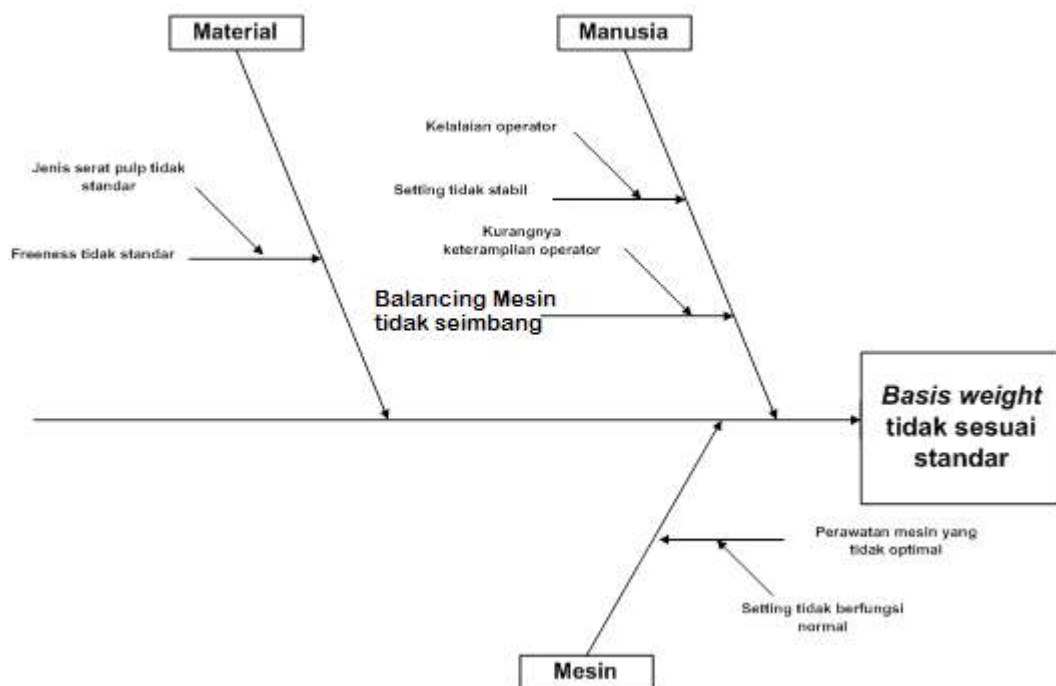 Material
Manusia
Kelalaian operator
Jenis serat pulp tidak
standar
Setting tidak stabil
Kurangnya
keterampilan operator
Freeness tidak standar
Balancing Mesin
tidak seimbang
Basis weight
tidak sesuai
standar
Perawatan mesin yang
tidak optimal
Setting tidak berfungsi
normal
Mesin